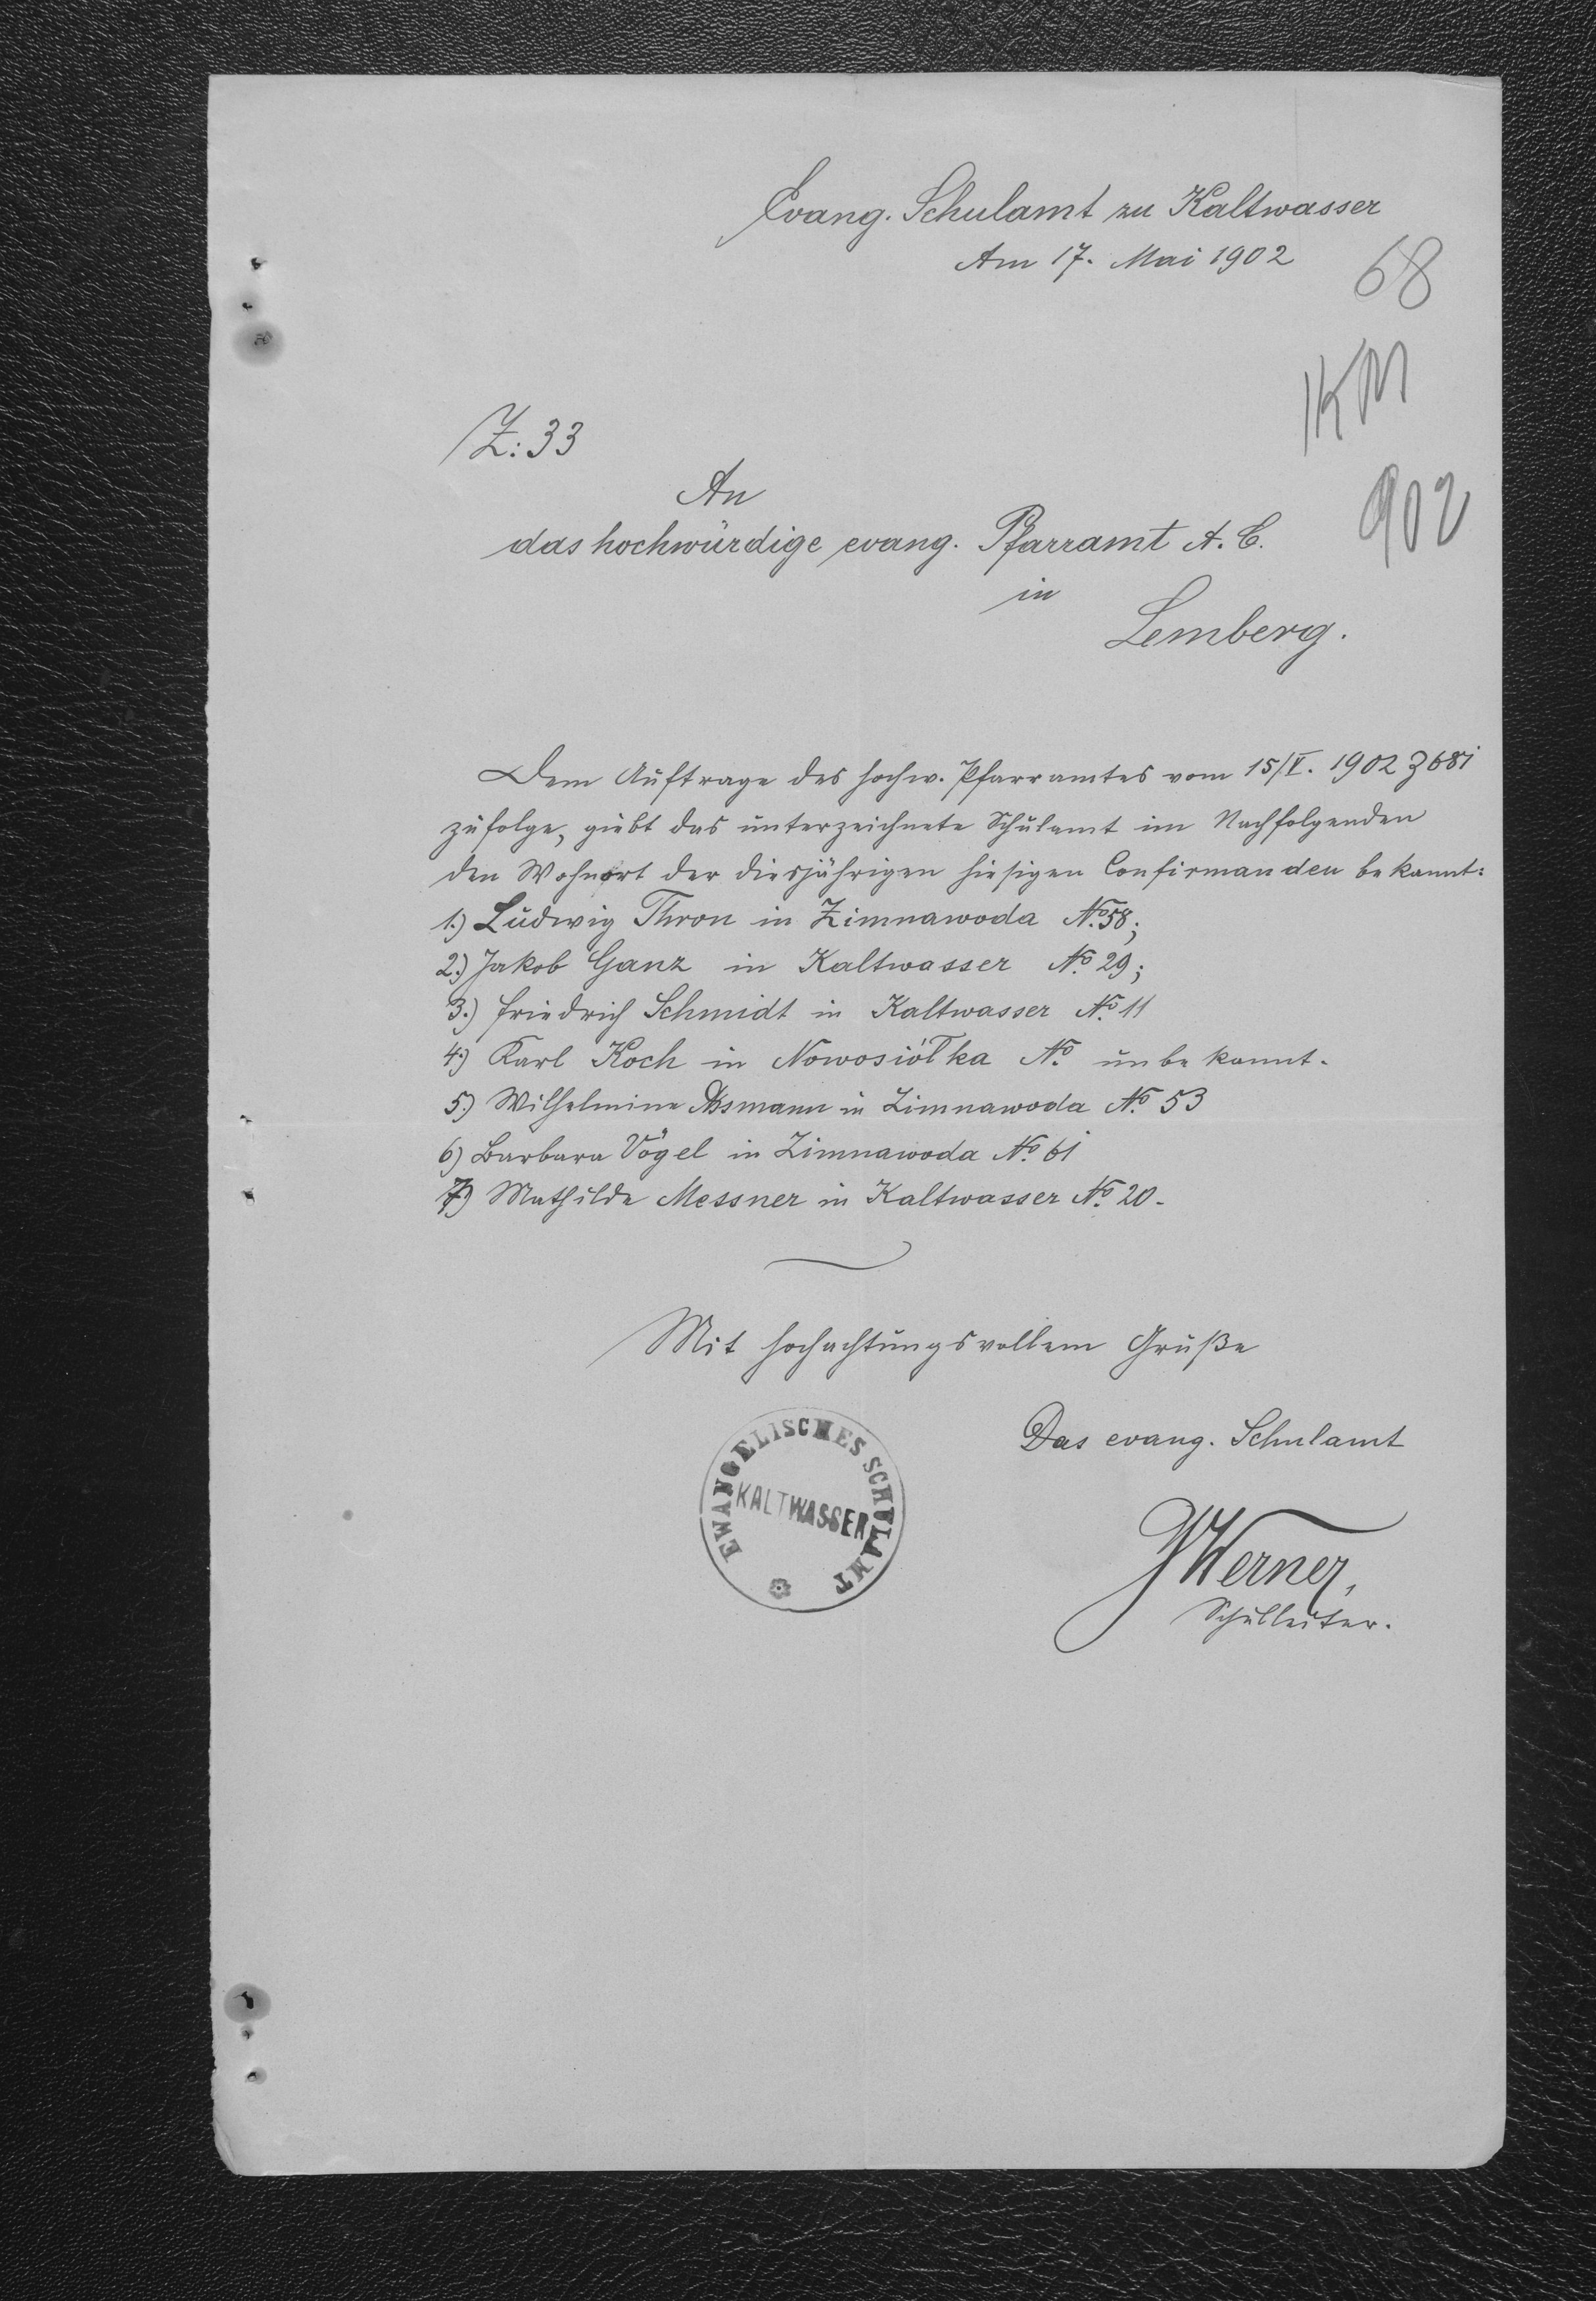 Evang. Schulamt zu Kaltwasser
Am 17. Mai 1902
68
KM
902
Z: 33
An
das hochwürdige evang. Pfarramt A. C.
in
Lemberg.
Dem Auftrage des hochw. Pfarramtes vom 15/V. 1902 Z 681
zufolge, giebt das unterzeichnete Schulamt im Nachfolgenden
den Wohnort der diesjährigen hiesigen Confirmanden bekannt:
1.) Ludwig Thron in Zimnawoda No. 58;
2.) Jakob Ganz in Kaltwasser No. 29;
3.) Friedrich Schmidt in Kaltwasser No. 11
4.) Karl Koch in Nowosiółka No. unbekannt.
5.) Wilhelmine Assmann in Zimnawoda No. 53
6) Barbara Vögel in Zimnawoda No. 61
7) Mathilde Messner in Kaltwasser No. 20.
Mit hochachtungsvollem Gruße
Das evang. Schulamt
EWANGELISCHES SCHULAMT
KALTWASSER
JWerner,
Schulleiter.